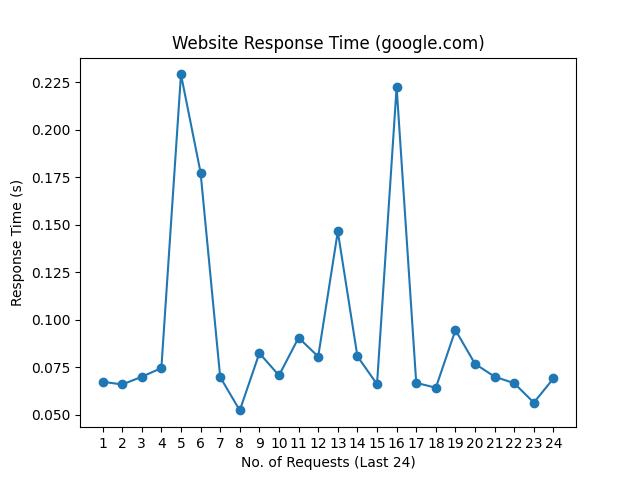 Website Response Time (google.com)
0.225
0.200
0.175
0.150
0.125
0.100
0.075
0.050
Response Time (s)
1 2 3 4 5 6 7 8 9 10 11 12 13 14 15 16 17 18 19 20 21 22 23 24
No. of Requests (Last 24)